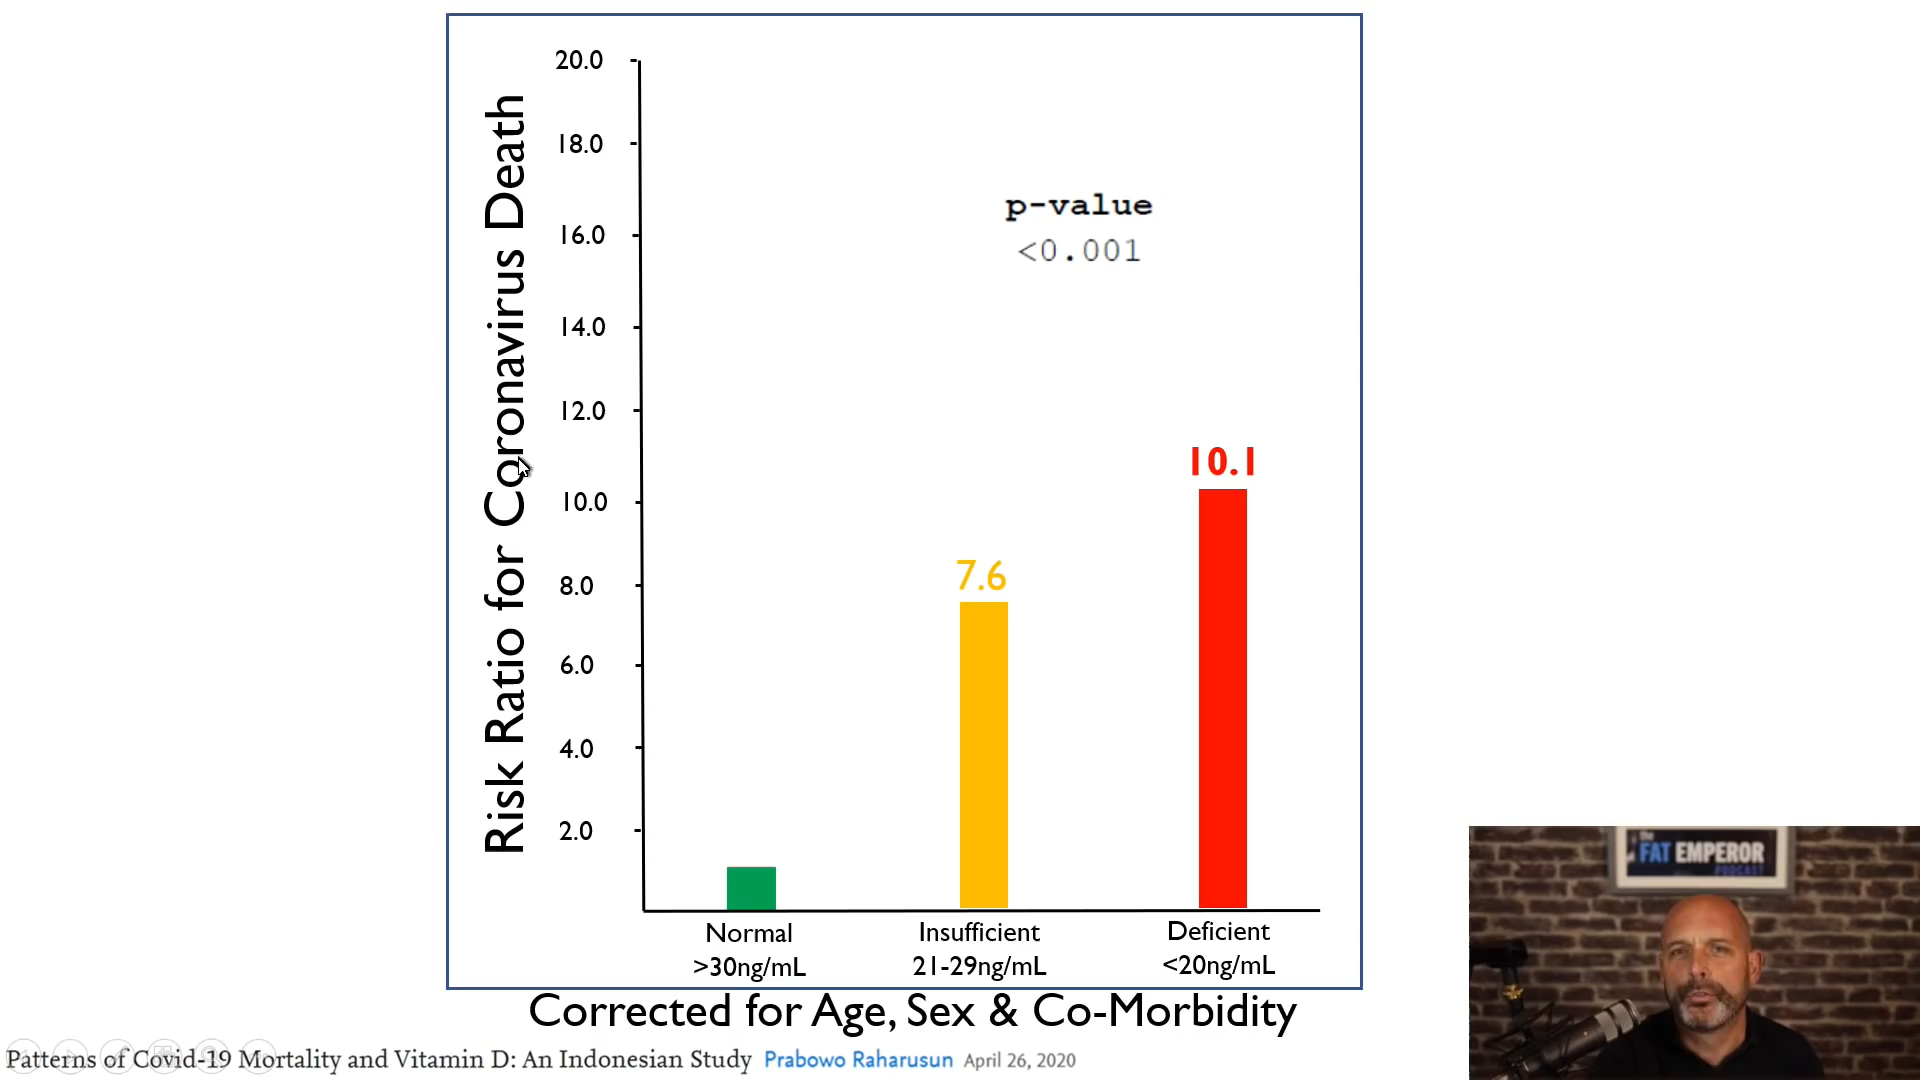 20.0
18.0
16.0
14.0
12.0
10.0
8.0
6.0
4.0
2.0
Risk Ratio for Coronavirus Death
p-value
<0.001
7.6
10.1
Normal
>30ng/mL
Insufficient
21-29ng/mL
Deficient
<20ng/mL
Corrected for Age, Sex & Co-Morbidity
Patterns of Covid-19 Mortality and Vitamin D: An Indonesian Study Prabowo Raharusun April 26, 2020
the
FAT EMPEROR
PODCAST